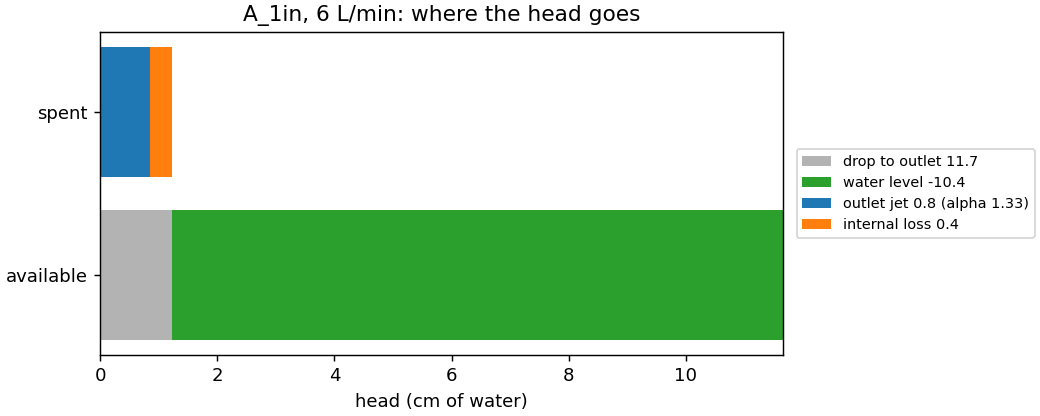 A_1in, 6 L/min: where the head goes
spent
available
0 2 4 6 8 10
head (cm of water)
drop to outlet 11.7
water level -10.4
outlet jet 0.8 (alpha 1.33)
internal loss 0.4